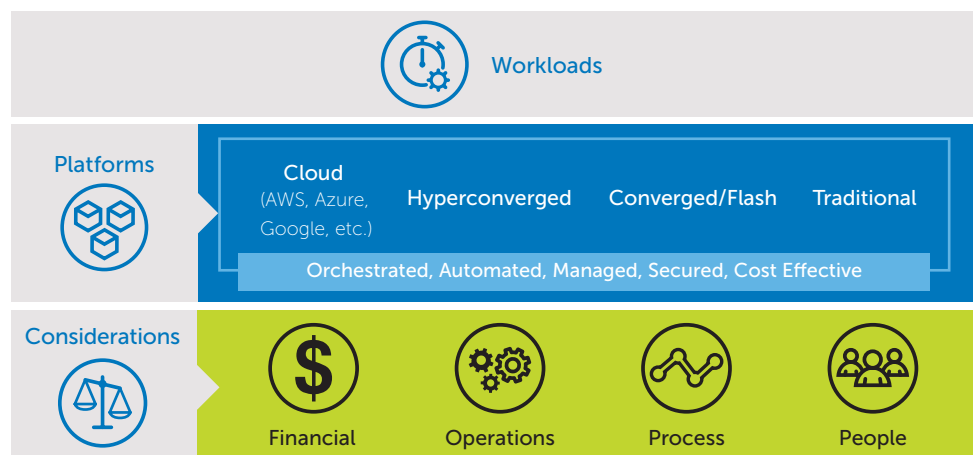 Workloads
Platforms
Cloud
(AWS, Azure,
Google, etc.)
Hyperconverged
Converged/Flash
Traditional
Orchestrated, Automated, Managed, Secured, Cost Effective
Considerations
$
Financial
Operations
Process
People